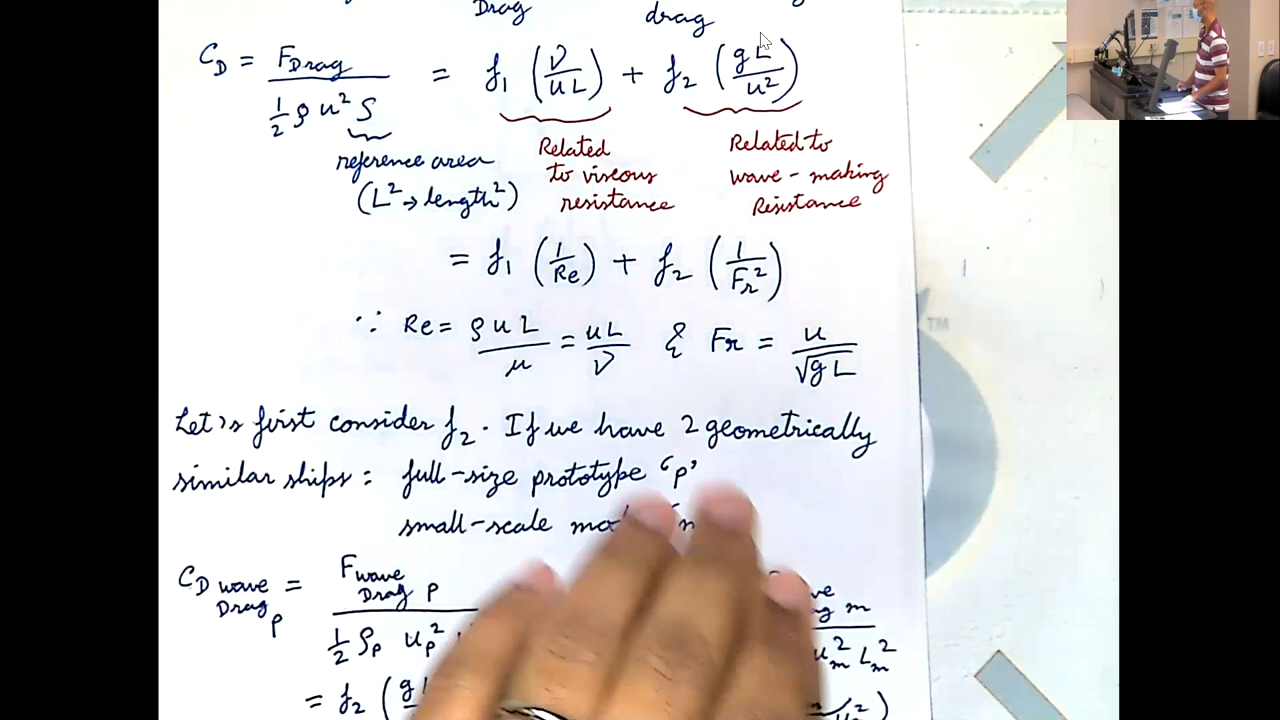 Drag drag
C_D = F_Drag / (1/2 ρ u² S) = f₁ (ν / uL) + f₂ (gL / u²)
reference area
(L² → length²)
Related
to viscous
resistance
Related to
wave-making
Resistance
= f₁ (1/Re) + f₂ (1/Fr²)
∵ Re = ρuL / μ = uL / ν & Fr = u / √gL
TM
Let's first consider f₂. If we have 2 geometrically
similar ships: full-size prototype 'p'
small-scale
C_D wave Drag p = F wave Drag p / (1/2 ρ_p u_p² m / u_m² L_m²
= f₂ (g